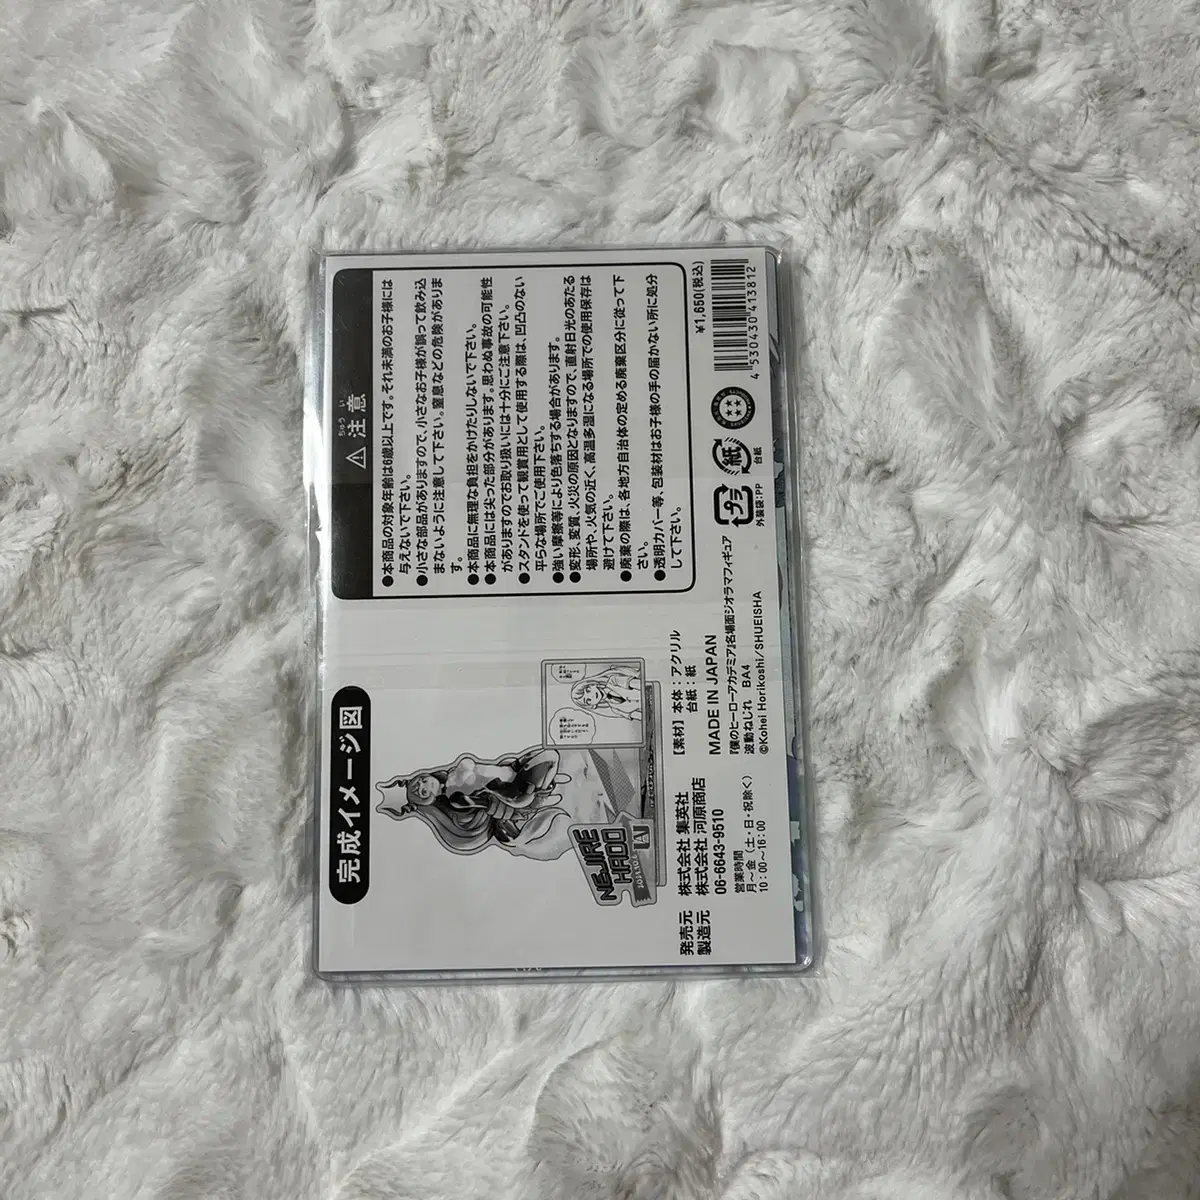 ⚠ 注意
ちゅう い
●本商品の対象年齢は6歳以上です。それ未満のお子様には
与えないで下さい。
●小さな部品がありますので、小さなお子様が誤って飲み込
まないように注意して下さい。窒息などの危険がありま
す。
●本商品に無理な負担をかけたりしないで下さい。
●本商品には尖った部分があります。思わぬ事故の可能性
がありますのでお取り扱いには十分にご注意下さい。
●スタンドを使って観賞用として使用する際は、凹凸のない
平らな場所でご使用下さい。
●強い摩擦等により色落ちする場合があります。
●変形、変質、火災の原因となりますので、直射日光のあたる
場所や、火気の近く、高温多湿になる場所での使用保存は
避けて下さい。
●廃棄の際は、各地方自治体の定める廃棄区分に従って下
さい。
●透明カバー等、包装材はお子様の手の届かない所に処分
して下さい。
完成イメージ図
NEJIRE
HADO
発売元 株式会社 集英社
製造元 株式会社 河原商店
06-6643-9510
営業時間
月～金（土・日・祝除く）
10:00～16:00
【素材】本体：アクリル
台紙：紙
MADE IN JAPAN
『僕のヒーローアカデミア』名場面ジオラマフィギュア
波動ねじれ BA4
©Kohei Horikoshi/SHUEISHA
プラ
外装袋：PP
紙
台紙
¥1,650(税込)
4 530430 413812